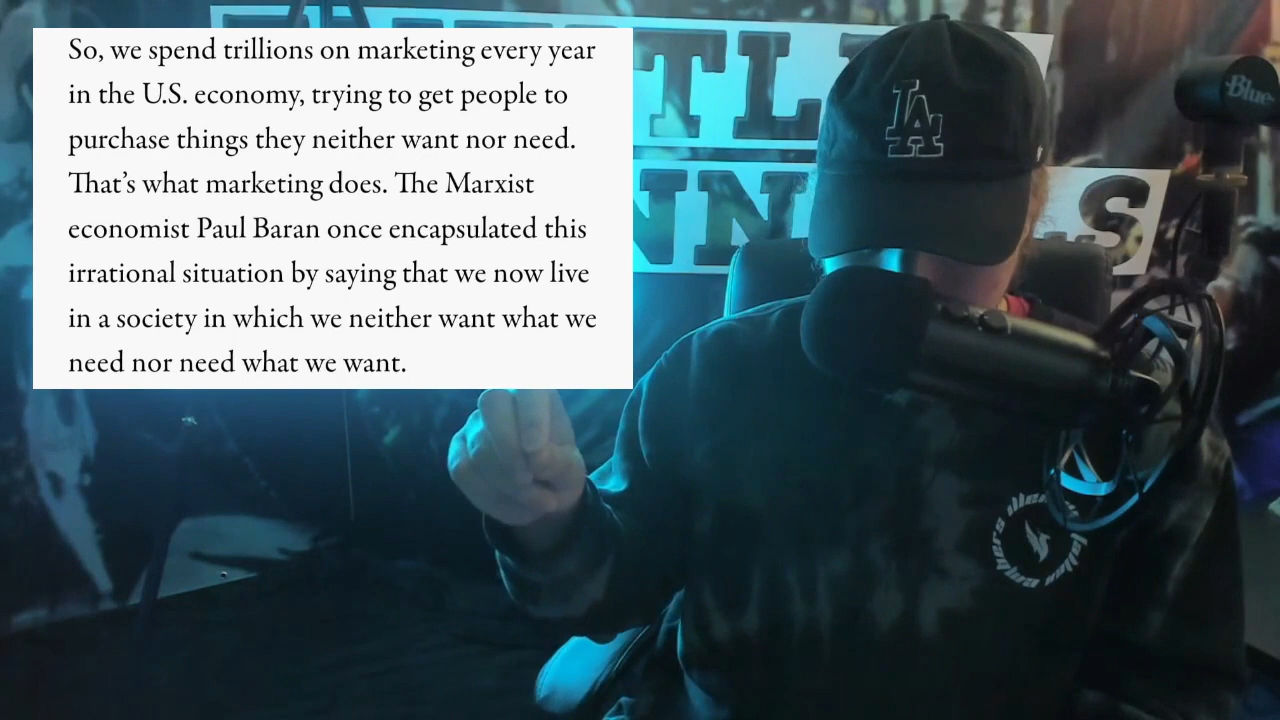 So, we spend trillions on marketing every year
in the U.S. economy, trying to get people to
purchase things they neither want nor need.
That's what marketing does. The Marxist
economist Paul Baran once encapsulated this
irrational situation by saying that we now live
in a society in which we neither want what we
need nor need what we want.
LA
Blue
fallen